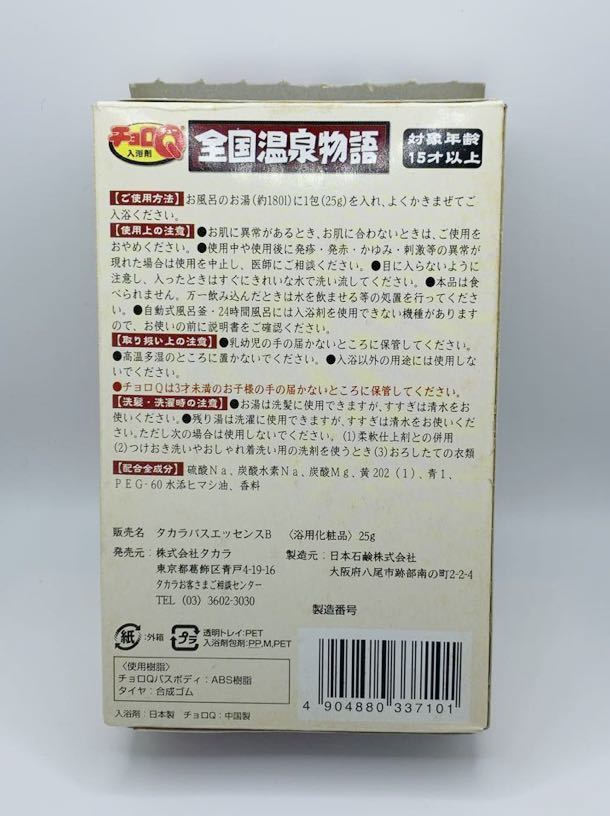 チョロQ
入浴剤
全国温泉物語
対象年齢
15才以上
【ご使用方法】お風呂のお湯(約180l)に1包(25g)を入れ、よくかきまぜてご
入浴ください。
【使用上の注意】●お肌に異常があるとき、お肌に合わないときは、ご使用を
おやめください。●使用中や使用後に発疹・発赤・かゆみ・刺激等の異常が
現れた場合は使用を中止し、医師にご相談ください。●目に入らないように
注意し、入ったときはすぐにきれいな水で洗い流してください。●本品は食
べられません。万一飲み込んだときは水を飲ませる等の処置を行ってくださ
い。●自動式風呂釜・24時間風呂には入浴剤を使用できない機種があります
ので、お使いの前に説明書をご確認ください。
【取り扱い上の注意】●乳幼児の手の届かないところに保管してください。
●高温多湿のところに置かないでください。●入浴以外の用途には使用しな
いでください。
●チョロQは3才未満のお子様の手の届かないところに保管してください。
【洗髪・洗濯時の注意】●お湯は洗髪に使用できますが、すすぎは清水をお
使いください。●残り湯は洗濯に使用できますが、すすぎは清水をお使いく
ださい。ただし次の場合は使用しないでください。(1)柔軟仕上剤との併用
(2)つけおき洗いやおしゃれ着洗い用の洗剤を使うとき(3)おろしたての衣類
【配合全成分】硫酸Na、炭酸水素Na、炭酸Mg、黄202(1)、青1、
PEG-60水添ヒマシ油、香料
販売名 タカラバスエッセンスB 〈浴用化粧品〉25g
発売元:株式会社タカラ
東京都葛飾区青戸4-19-16
タカラお客さまご相談センター
TEL (03) 3602-3030
製造元:日本石鹸株式会社
大阪府八尾市跡部南の町2-2-4
製造番号
紙 :外箱
プラ
透明トレイ:PET
入浴剤包剤:PP,M,PET
〈使用樹脂〉
チョロQバスボディ:ABS樹脂
タイヤ:合成ゴム
入浴剤:日本製 チョロQ:中国製
4 904880 337101